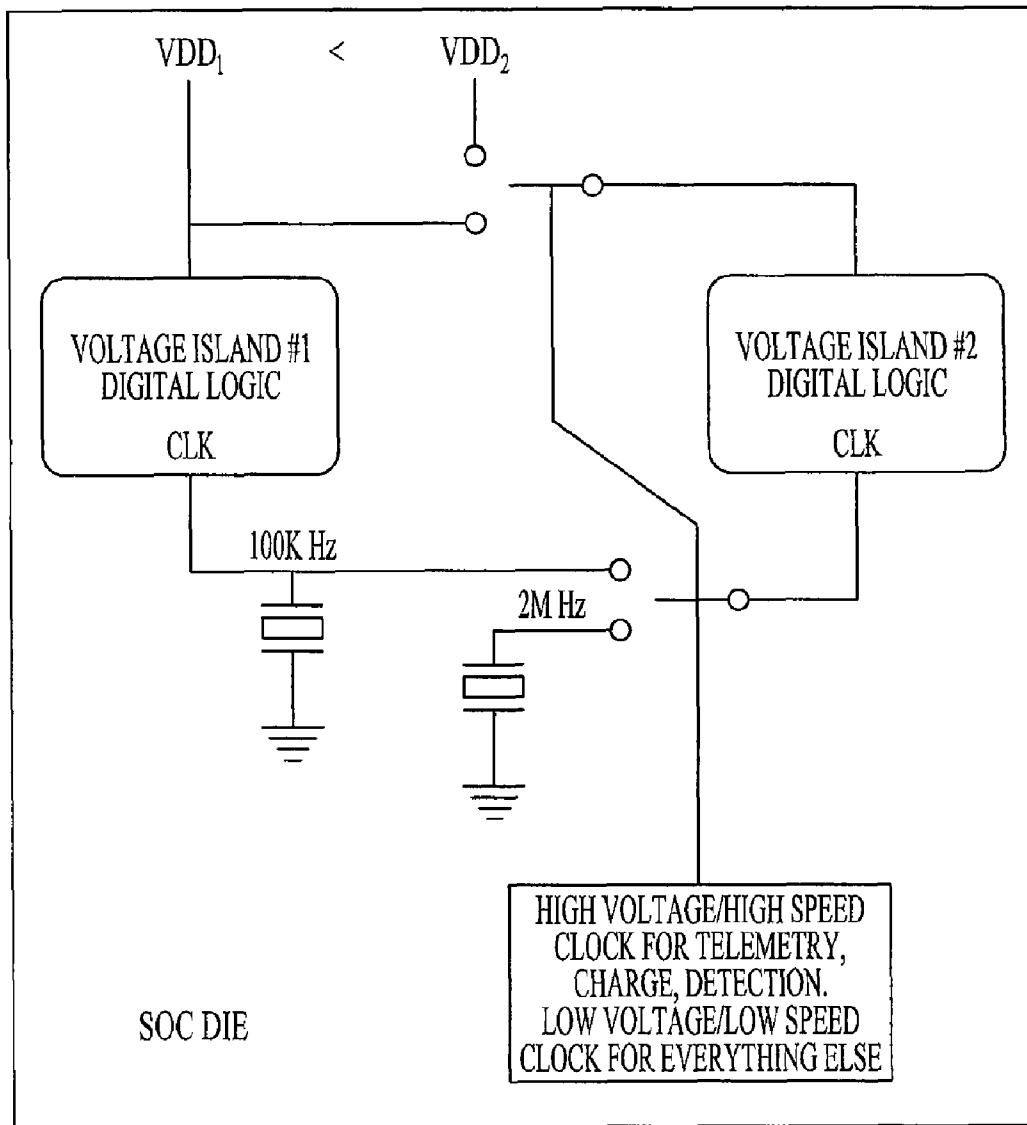 VDD₁ < VDD₂
VOLTAGE ISLAND #1
DIGITAL LOGIC
CLK
VOLTAGE ISLAND #2
DIGITAL LOGIC
CLK
100K Hz
2M Hz
HIGH VOLTAGE/HIGH SPEED
CLOCK FOR TELEMETRY,
CHARGE, DETECTION.
LOW VOLTAGE/LOW SPEED
CLOCK FOR EVERYTHING ELSE
SOC DIE